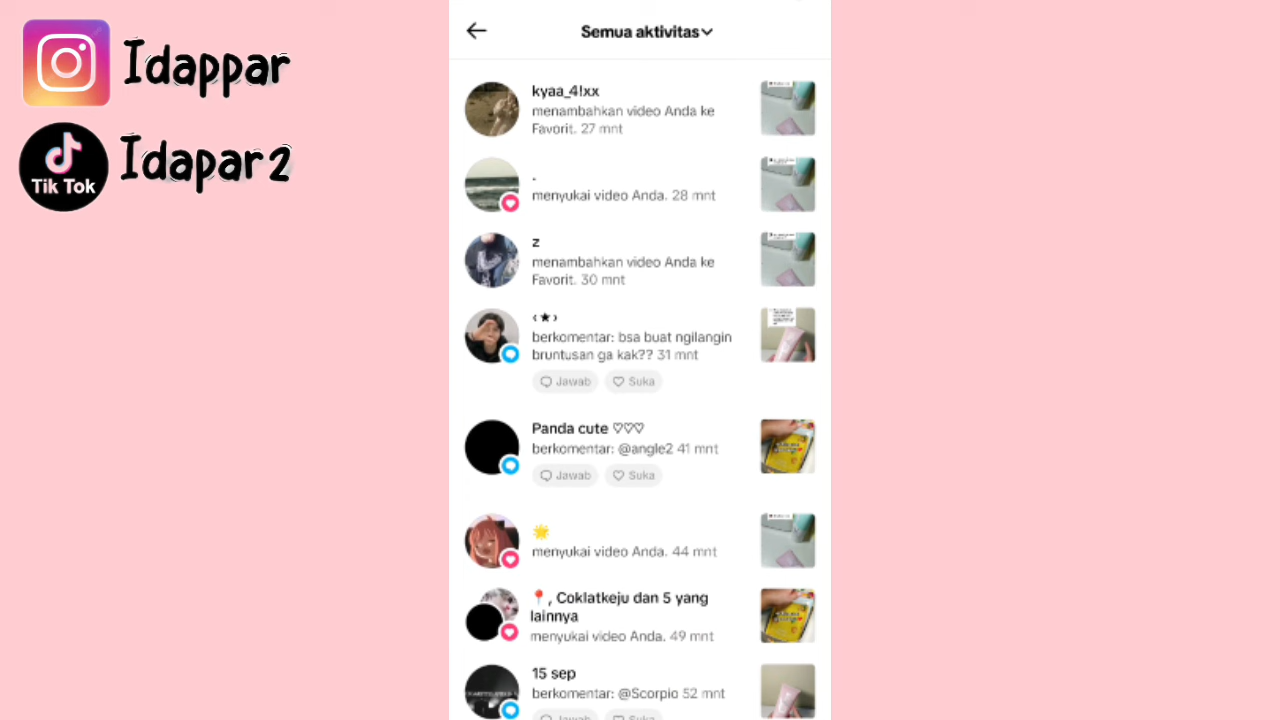 Idappar
Tik Tok
Idapar2
Semua aktivitas
kyaa_4!xx
menambahkan video Anda ke
Favorit. 27 mnt
.
menyukai video Anda. 28 mnt
z
menambahkan video Anda ke
Favorit. 30 mnt
‹★›
berkomentar: bsa buat ngilangin
bruntusan ga kak?? 31 mnt
Jawab Suka
Panda cute ♡♡♡
berkomentar: @angle2 41 mnt
Jawab Suka
🌟
menyukai video Anda. 44 mnt
📍, Coklatkeju dan 5 yang
lainnya
menyukai video Anda. 49 mnt
15 sep
berkomentar: @Scorpio 52 mnt
Jawab Suka